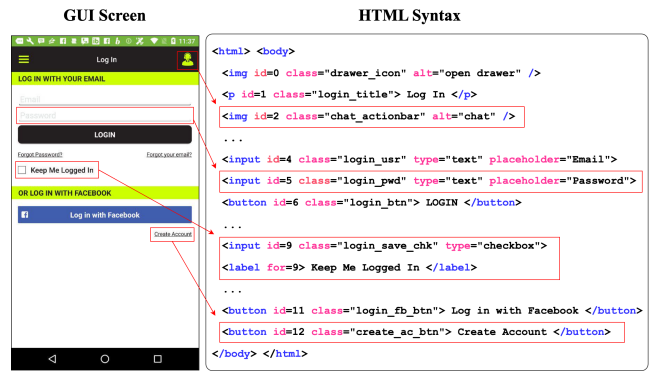 GUI Screen
HTML Syntax
11:37
Log In
LOG IN WITH YOUR EMAIL
Email
Password
LOGIN
Forgot Password?
Forgot your email?
Keep Me Logged In
OR LOG IN WITH FACEBOOK
Log in with Facebook
Create Account
<html> <body>
<img id=0 class="drawer_icon" alt="open drawer" />
<p id=1 class="login_title"> Log In </p>
<img id=2 class="chat_actionbar" alt="chat" />
...
<input id=4 class="login_usr" type="text" placeholder="Email">
<input id=5 class="login_pwd" type="text" placeholder="Password">
<button id=6 class="login_btn"> LOGIN </button>
...
<input id=9 class="login_save_chk" type="checkbox">
<label for=9> Keep Me Logged In </label>
...
<button id=11 class="login_fb_btn"> Log in with Facebook </button>
<button id=12 class="create_ac_btn"> Create Account </button>
</body> </html>